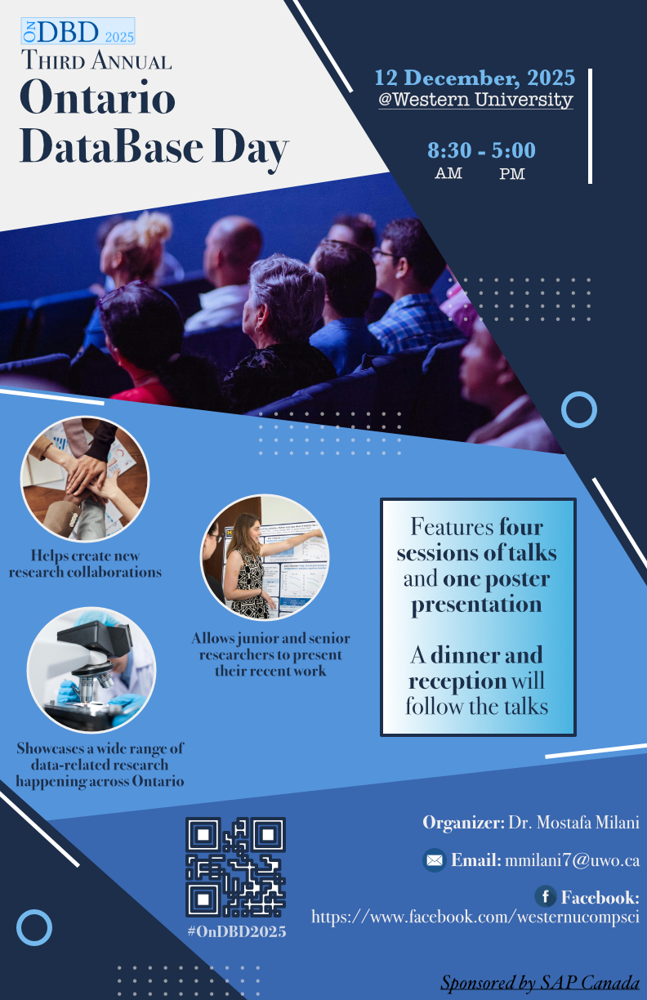 ON DBD 2025
Third Annual
Ontario
DataBase Day
12 December, 2025
@Western University
8:30 - 5:00
AM PM
Helps create new
research collaborations
Allows junior and senior
researchers to present
their recent work
Showcases a wide range of
data-related research
happening across Ontario
Features four
sessions of talks
and one poster
presentation
A dinner and
reception will
follow the talks
#OnDBD2025
Organizer: Dr. Mostafa Milani
Email: mmilani7@uwo.ca
Facebook:
https://www.facebook.com/westernucompsci
Sponsored by SAP Canada